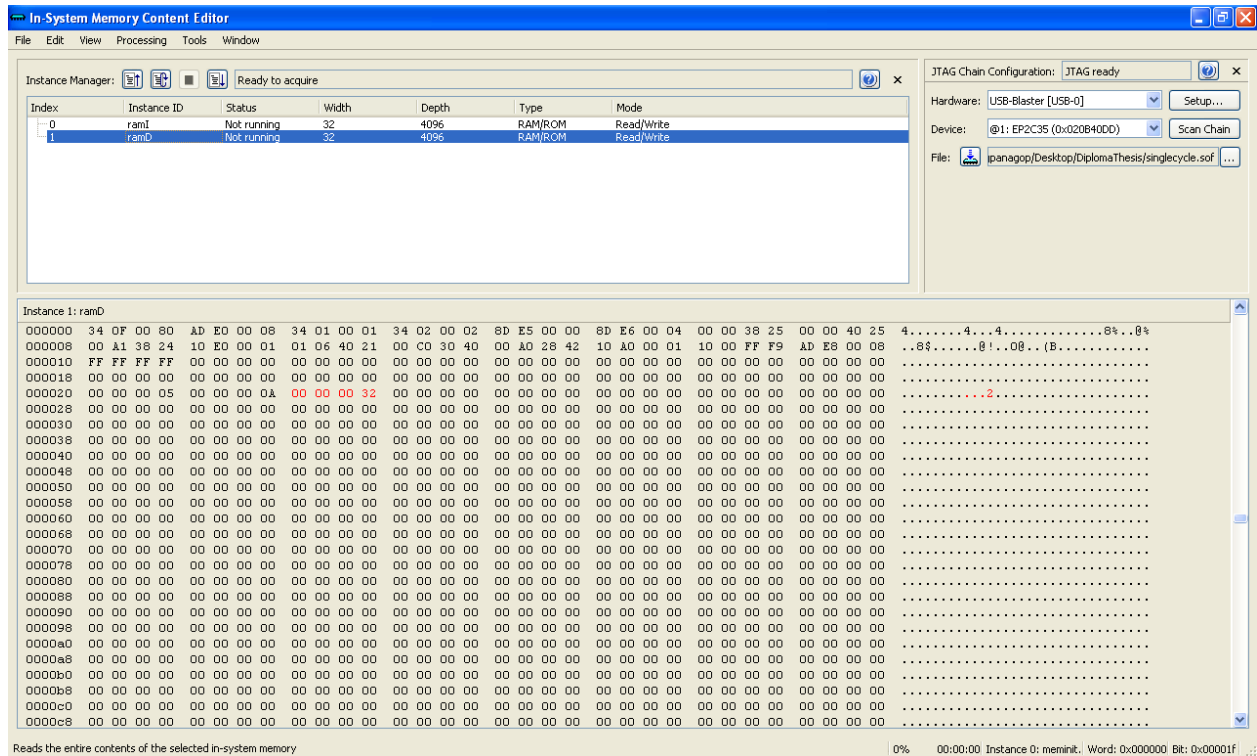 In-System Memory Content Editor
File Edit View Processing Tools Window
Instance Manager: Ready to acquire
Index Instance ID Status Width Depth Type Mode
0 ramI Not running 32 4096 RAM/ROM Read/Write
1 ramD Not running 32 4096 RAM/ROM Read/Write
JTAG Chain Configuration: JTAG ready
Hardware: USB-Blaster [USB-0] Setup...
Device: @1: EP2C35 (0x020B40DD) Scan Chain
File: panagop/Desktop/DiplomaThesis/singlecycle.sof ...
Instance 1: ramD
000000 34 0F 00 80 AD E0 00 08 34 01 00 01 34 02 00 02 8D E5 00 00 8D E6 00 04 00 00 38 25 00 00 40 25 4.......4...4.............8%..@%
000008 00 A1 38 24 10 E0 00 01 01 06 40 21 00 C0 30 40 00 A0 28 42 10 A0 00 01 10 00 FF F9 AD E8 00 08 ..8$......@!..0@..(B............
000010 FF FF FF FF 00 00 00 00 00 00 00 00 00 00 00 00 00 00 00 00 00 00 00 00 00 00 00 00 00 00 00 00 ................................
000018 00 00 00 00 00 00 00 00 00 00 00 00 00 00 00 00 00 00 00 00 00 00 00 00 00 00 00 00 00 00 00 00 ................................
000020 00 00 00 05 00 00 00 0A 00 00 00 32 00 00 00 00 00 00 00 00 00 00 00 00 00 00 00 00 00 00 00 00 ...........2....................
000028 00 00 00 00 00 00 00 00 00 00 00 00 00 00 00 00 00 00 00 00 00 00 00 00 00 00 00 00 00 00 00 00 ................................
000030 00 00 00 00 00 00 00 00 00 00 00 00 00 00 00 00 00 00 00 00 00 00 00 00 00 00 00 00 00 00 00 00 ................................
000038 00 00 00 00 00 00 00 00 00 00 00 00 00 00 00 00 00 00 00 00 00 00 00 00 00 00 00 00 00 00 00 00 ................................
000040 00 00 00 00 00 00 00 00 00 00 00 00 00 00 00 00 00 00 00 00 00 00 00 00 00 00 00 00 00 00 00 00 ................................
000048 00 00 00 00 00 00 00 00 00 00 00 00 00 00 00 00 00 00 00 00 00 00 00 00 00 00 00 00 00 00 00 00 ................................
000050 00 00 00 00 00 00 00 00 00 00 00 00 00 00 00 00 00 00 00 00 00 00 00 00 00 00 00 00 00 00 00 00 ................................
000058 00 00 00 00 00 00 00 00 00 00 00 00 00 00 00 00 00 00 00 00 00 00 00 00 00 00 00 00 00 00 00 00 ................................
000060 00 00 00 00 00 00 00 00 00 00 00 00 00 00 00 00 00 00 00 00 00 00 00 00 00 00 00 00 00 00 00 00 ................................
000068 00 00 00 00 00 00 00 00 00 00 00 00 00 00 00 00 00 00 00 00 00 00 00 00 00 00 00 00 00 00 00 00 ................................
000070 00 00 00 00 00 00 00 00 00 00 00 00 00 00 00 00 00 00 00 00 00 00 00 00 00 00 00 00 00 00 00 00 ................................
000078 00 00 00 00 00 00 00 00 00 00 00 00 00 00 00 00 00 00 00 00 00 00 00 00 00 00 00 00 00 00 00 00 ................................
000080 00 00 00 00 00 00 00 00 00 00 00 00 00 00 00 00 00 00 00 00 00 00 00 00 00 00 00 00 00 00 00 00 ................................
000088 00 00 00 00 00 00 00 00 00 00 00 00 00 00 00 00 00 00 00 00 00 00 00 00 00 00 00 00 00 00 00 00 ................................
000090 00 00 00 00 00 00 00 00 00 00 00 00 00 00 00 00 00 00 00 00 00 00 00 00 00 00 00 00 00 00 00 00 ................................
000098 00 00 00 00 00 00 00 00 00 00 00 00 00 00 00 00 00 00 00 00 00 00 00 00 00 00 00 00 00 00 00 00 ................................
0000a0 00 00 00 00 00 00 00 00 00 00 00 00 00 00 00 00 00 00 00 00 00 00 00 00 00 00 00 00 00 00 00 00 ................................
0000a8 00 00 00 00 00 00 00 00 00 00 00 00 00 00 00 00 00 00 00 00 00 00 00 00 00 00 00 00 00 00 00 00 ................................
0000b0 00 00 00 00 00 00 00 00 00 00 00 00 00 00 00 00 00 00 00 00 00 00 00 00 00 00 00 00 00 00 00 00 ................................
0000b8 00 00 00 00 00 00 00 00 00 00 00 00 00 00 00 00 00 00 00 00 00 00 00 00 00 00 00 00 00 00 00 00 ................................
0000c0 00 00 00 00 00 00 00 00 00 00 00 00 00 00 00 00 00 00 00 00 00 00 00 00 00 00 00 00 00 00 00 00 ................................
0000c8 00 00 00 00 00 00 00 00 00 00 00 00 00 00 00 00 00 00 00 00 00 00 00 00 00 00 00 00 00 00 00 00 ................................
Reads the entire contents of the selected in-system memory 0% 00:00:00 Instance 0: meminit. Word: 0x000000 Bit: 0x00001f